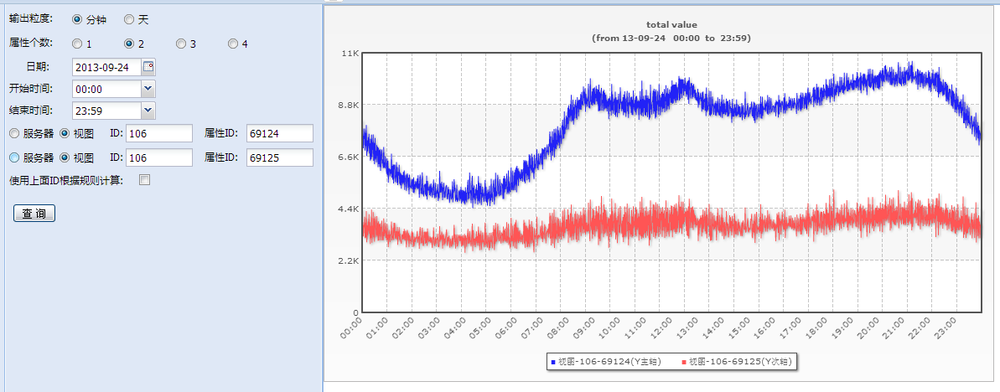 输出粒度: 分钟 天
属性个数: 1 2 3 4
日期: 2013-09-24
开始时间: 00:00
结束时间: 23:59
服务器 视图 ID: 106 属性ID: 69124
服务器 视图 ID: 106 属性ID: 69125
使用上面ID根据规则计算:
查 询
total value
(from 13-09-24 00:00 to 23:59)
11K
8.8K
6.6K
4.4K
2.2K
0
00:00 01:00 02:00 03:00 04:00 05:00 06:00 07:00 08:00 09:00 10:00 11:00 12:00 13:00 14:00 15:00 16:00 17:00 18:00 19:00 20:00 21:00 22:00 23:00
视图-106-69124(Y主轴) 视图-106-69125(Y次轴)